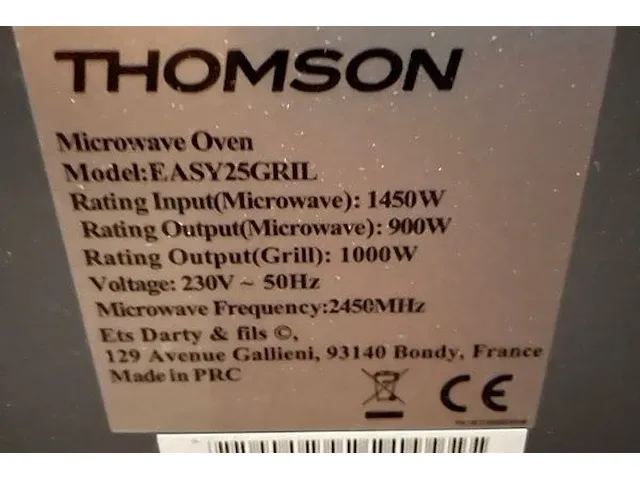 THOMSON
Microwave Oven
Model:EASY25GRIL
Rating Input(Microwave): 1450W
Rating Output(Microwave): 900W
Rating Output(Grill): 1000W
Voltage: 230V ~ 50Hz
Microwave Frequency:2450MHz
Ets Darty & fils ©,
129 Avenue Gallieni, 93140 Bondy, France
Made in PRC
CE